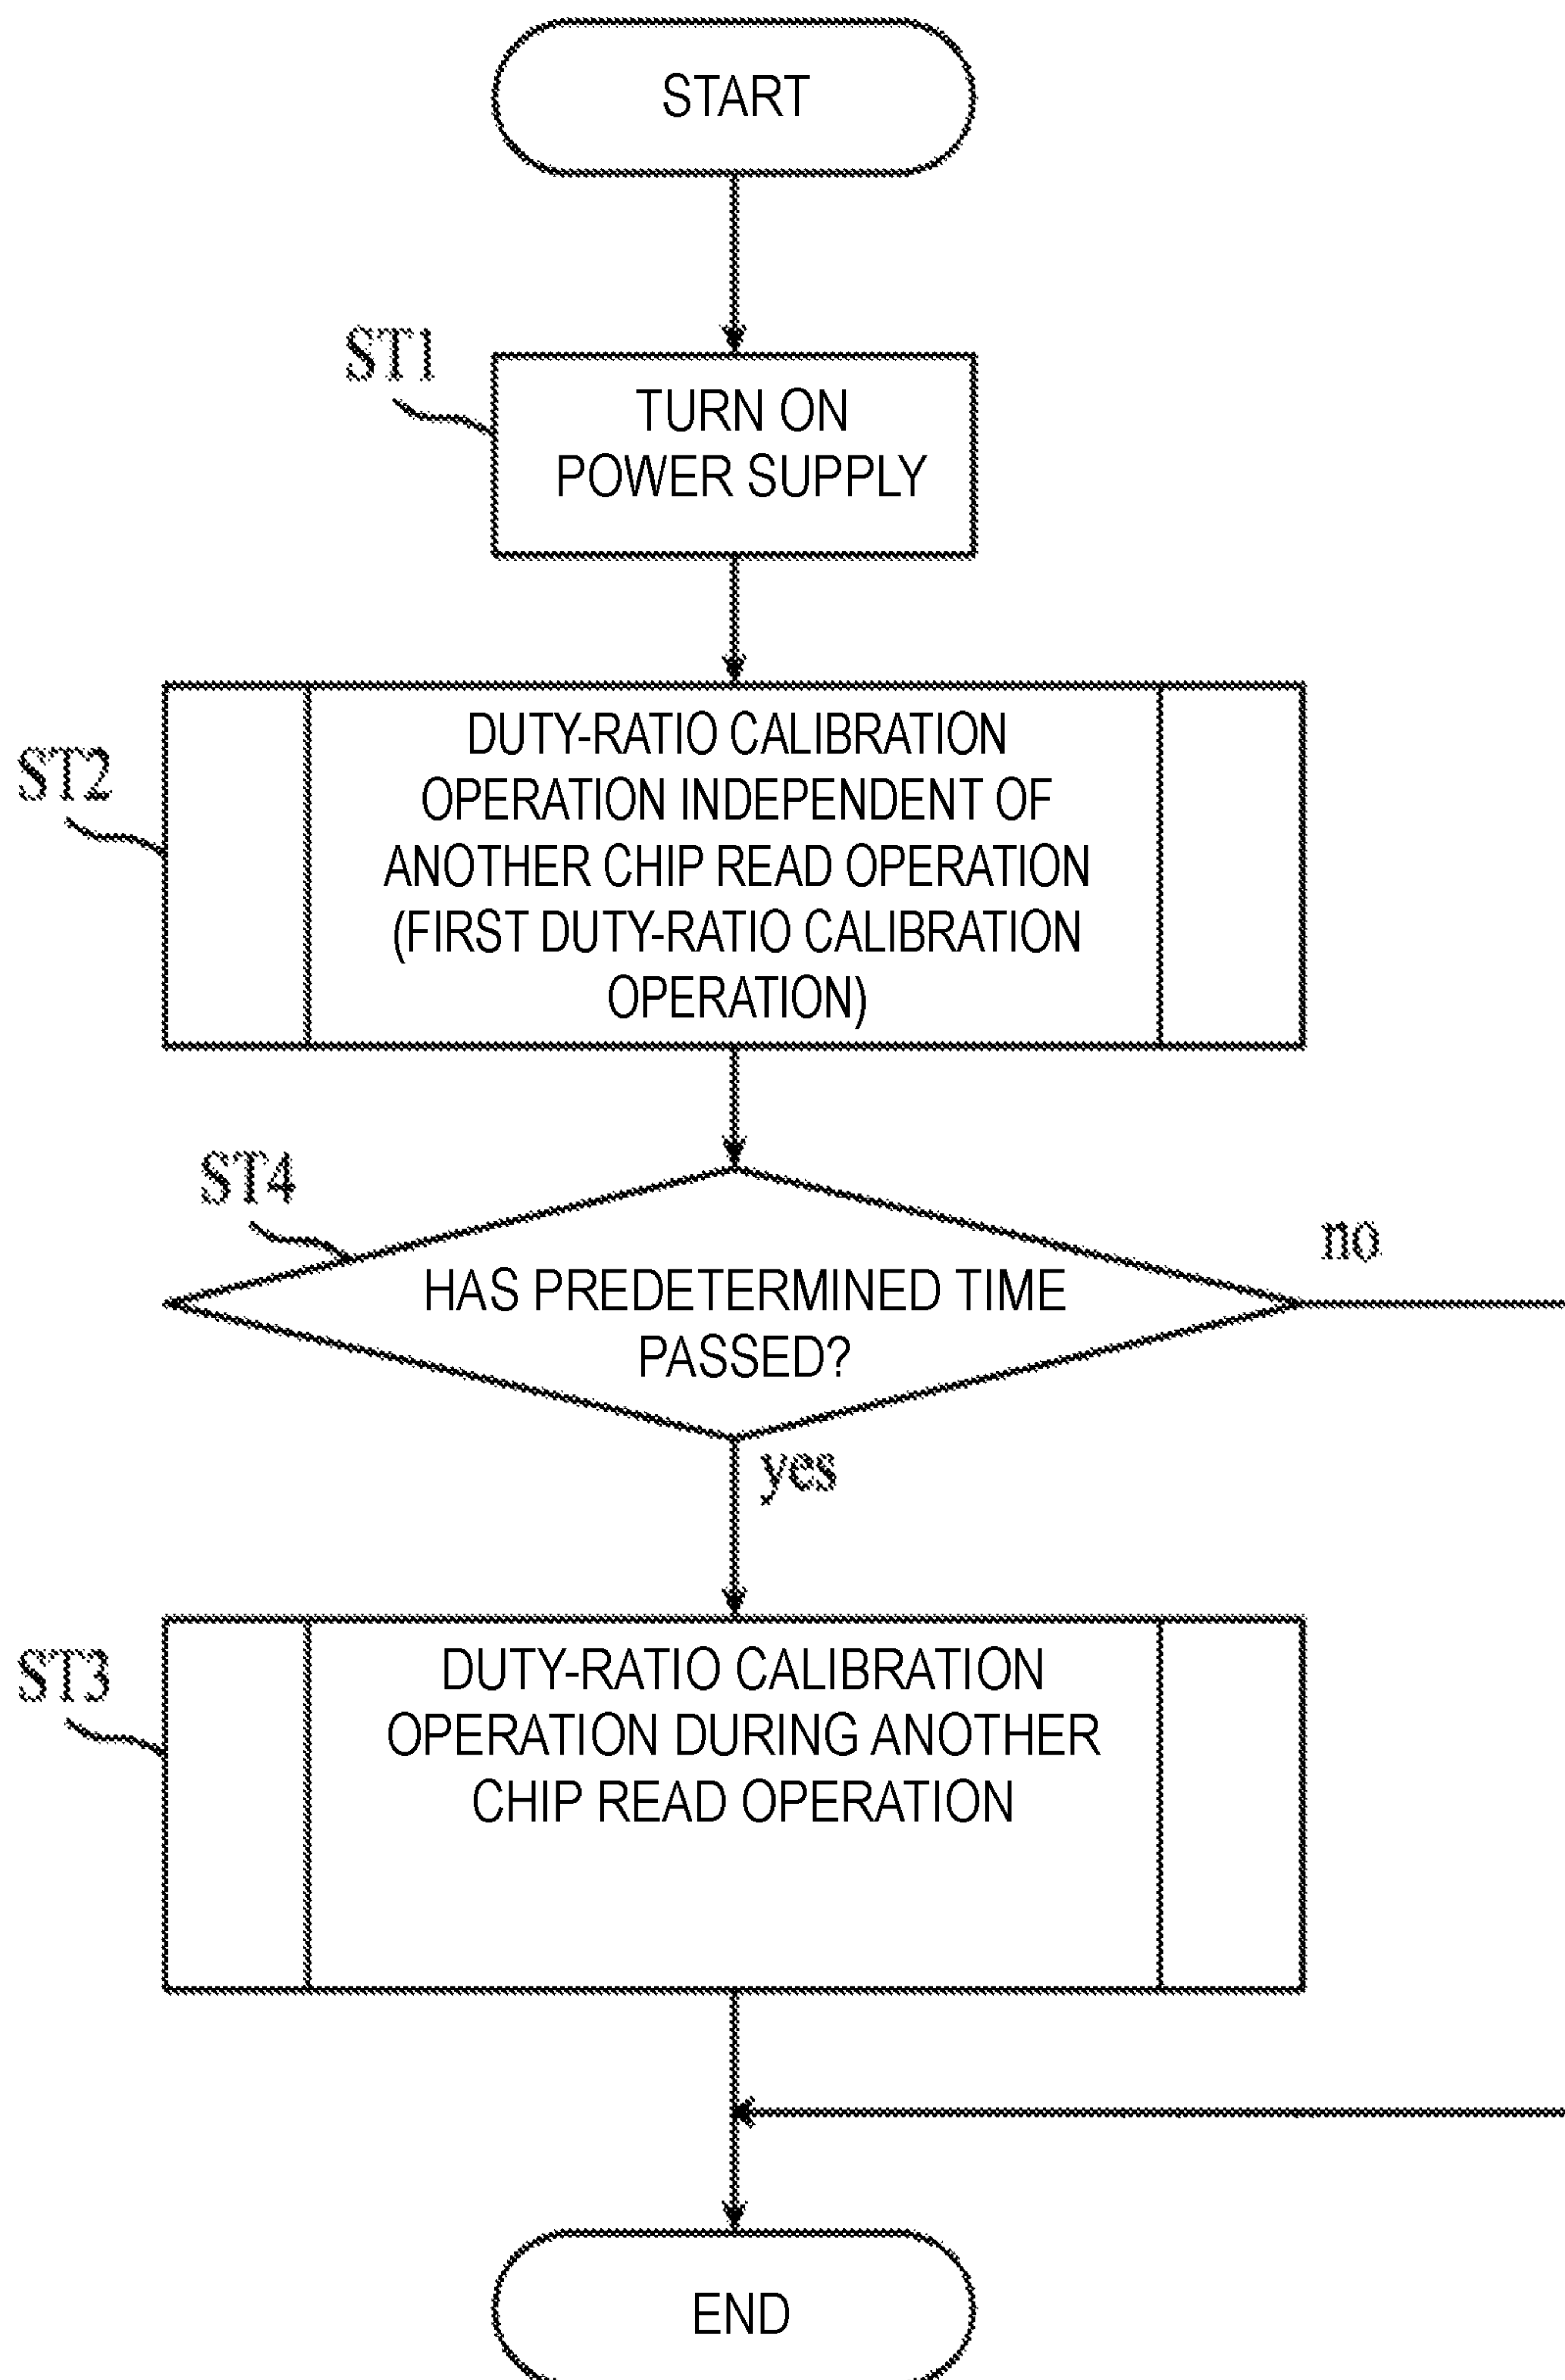 START
ST1
TURN ON
POWER SUPPLY
ST2
DUTY-RATIO CALIBRATION
OPERATION INDEPENDENT OF
ANOTHER CHIP READ OPERATION
(FIRST DUTY-RATIO CALIBRATION
OPERATION)
ST4
no
HAS PREDETERMINED TIME
PASSED?
yes
ST3
DUTY-RATIO CALIBRATION
OPERATION DURING ANOTHER
CHIP READ OPERATION
END